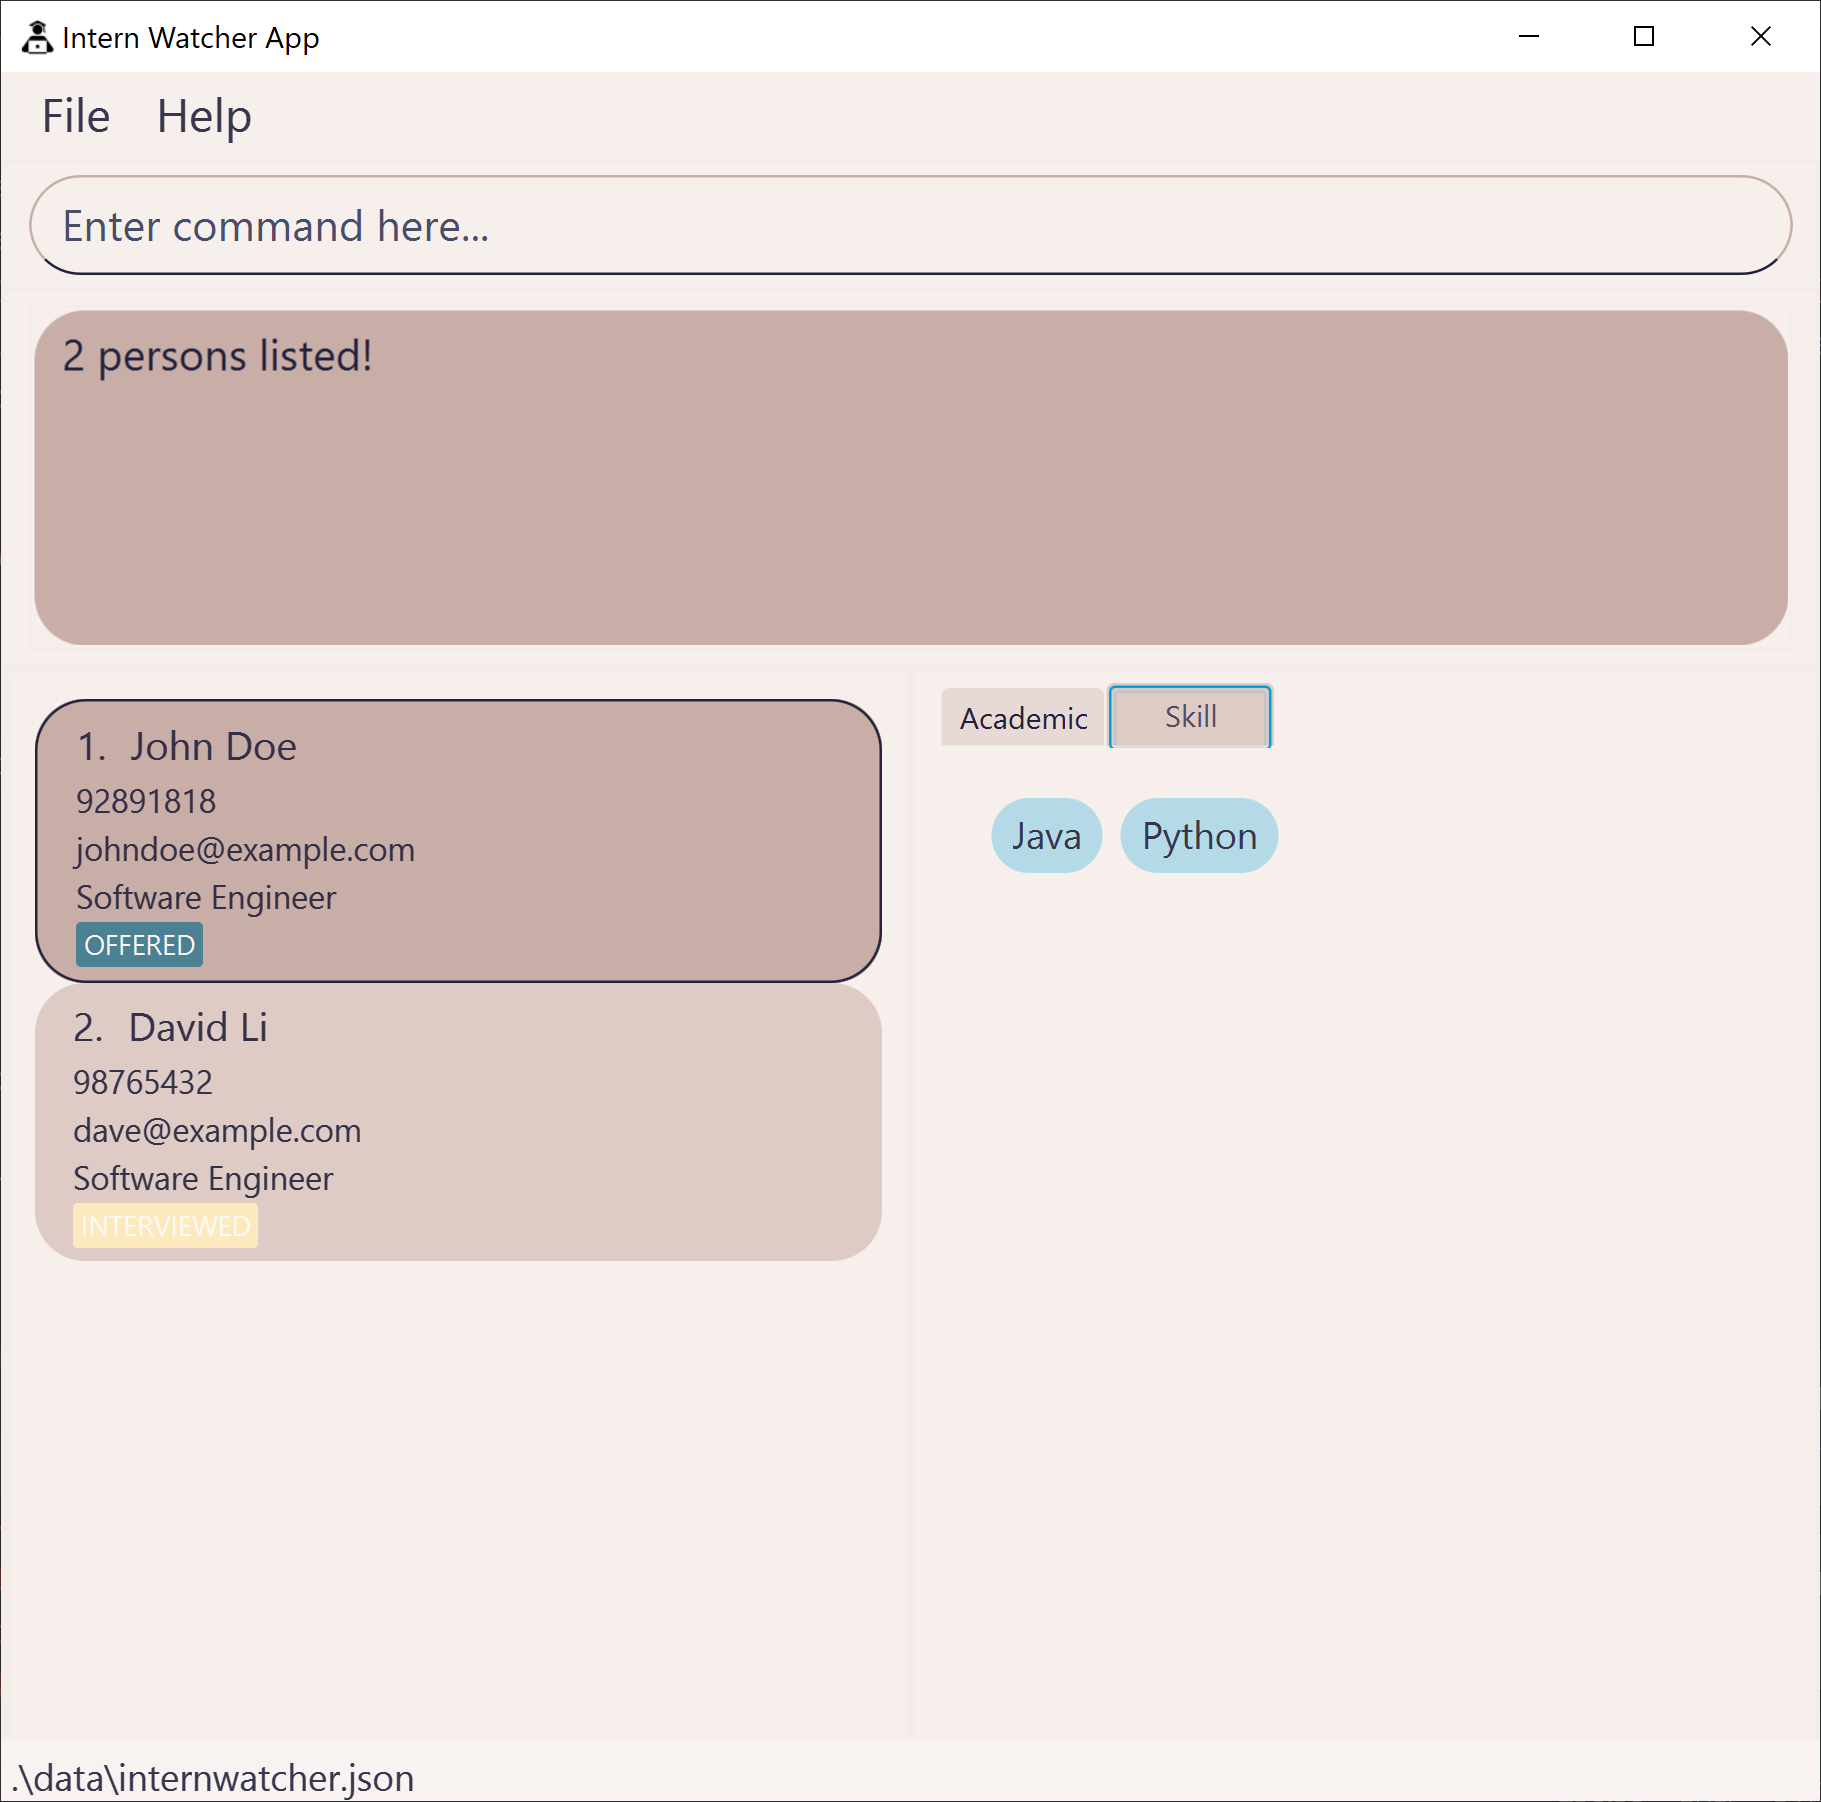 Intern Watcher App
File Help
Enter command here...
2 persons listed!
1. John Doe
92891818
johndoe@example.com
Software Engineer
OFFERED
2. David Li
98765432
dave@example.com
Software Engineer
INTERVIEWED
Academic Skill
Java Python
.\data\internwatcher.json